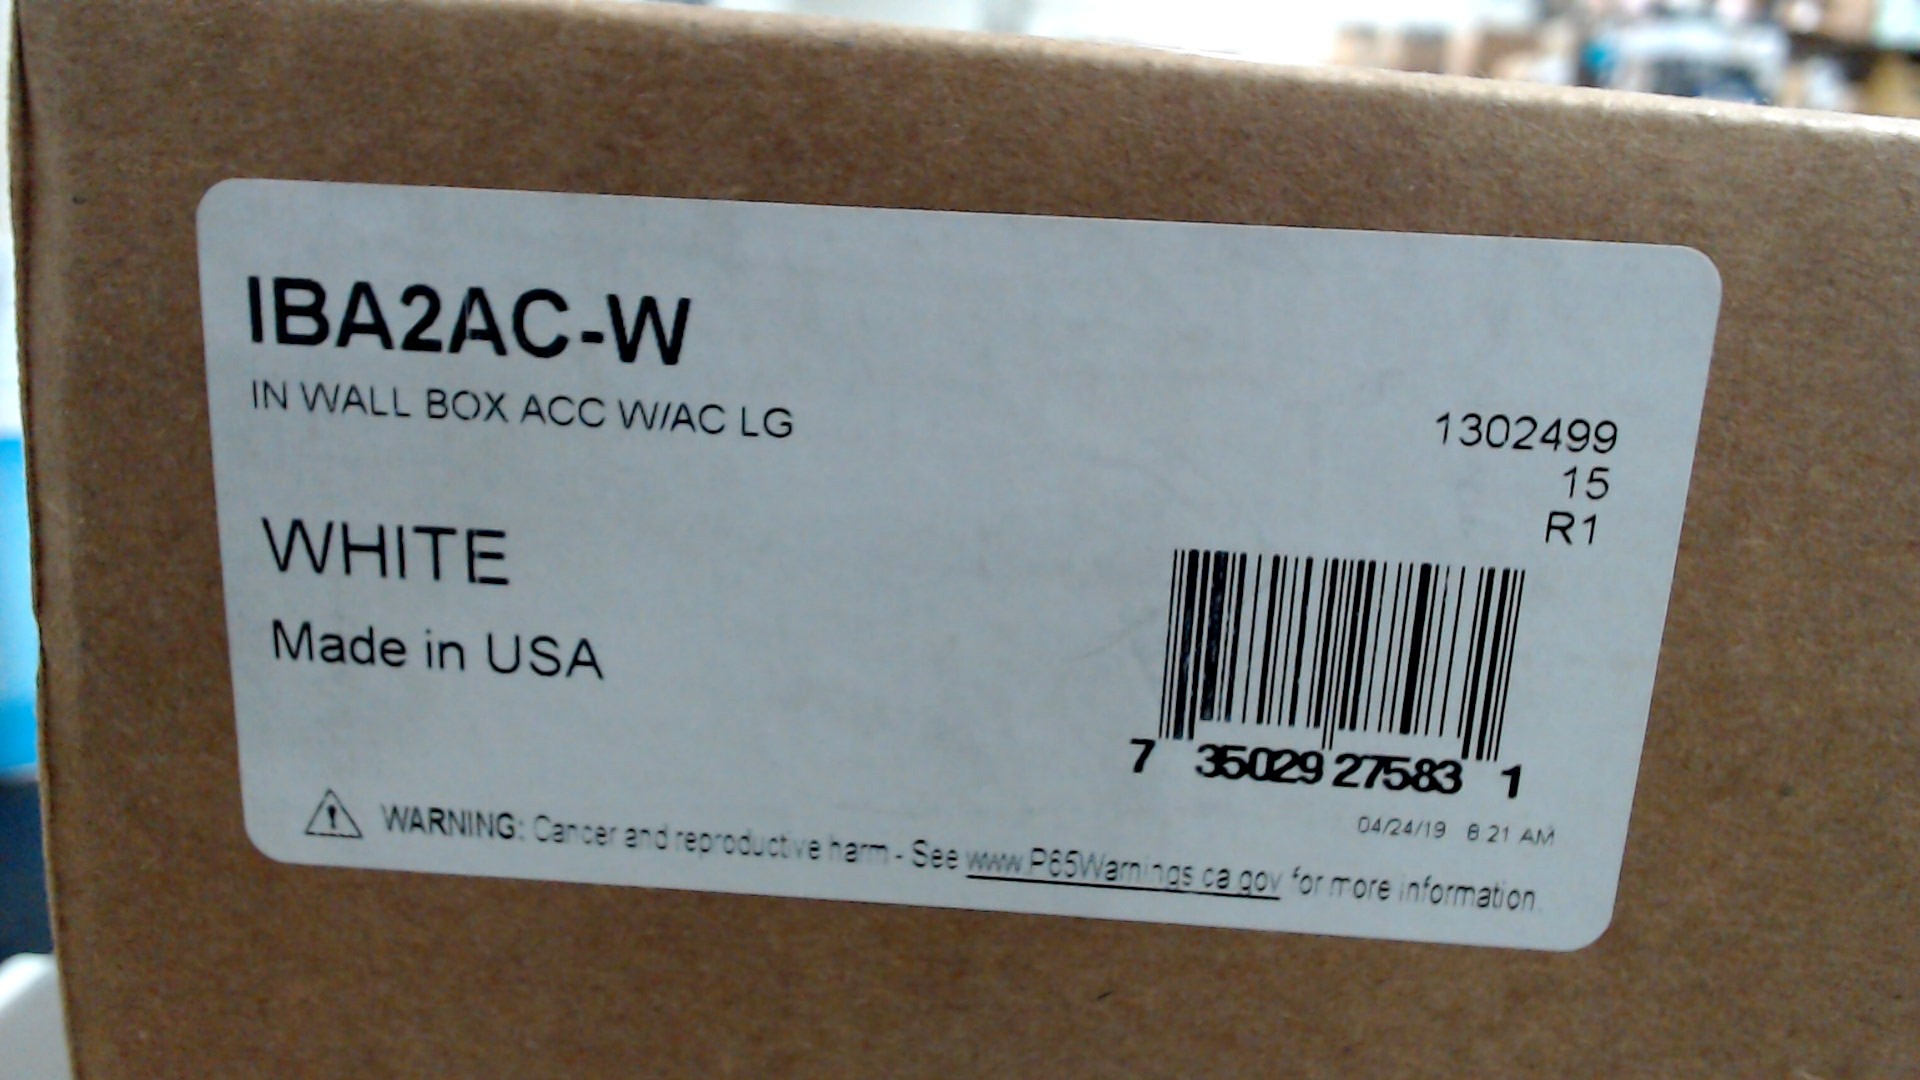 IBA2AC-W
IN WALL BOX ACC W/AC LG
1302499
15
R1
WHITE
Made in USA
7 35029 27583 1
04/24/19 8:21 AM
WARNING: Cancer and reproductive harm - See www.P65Warnings.ca.gov for more information.